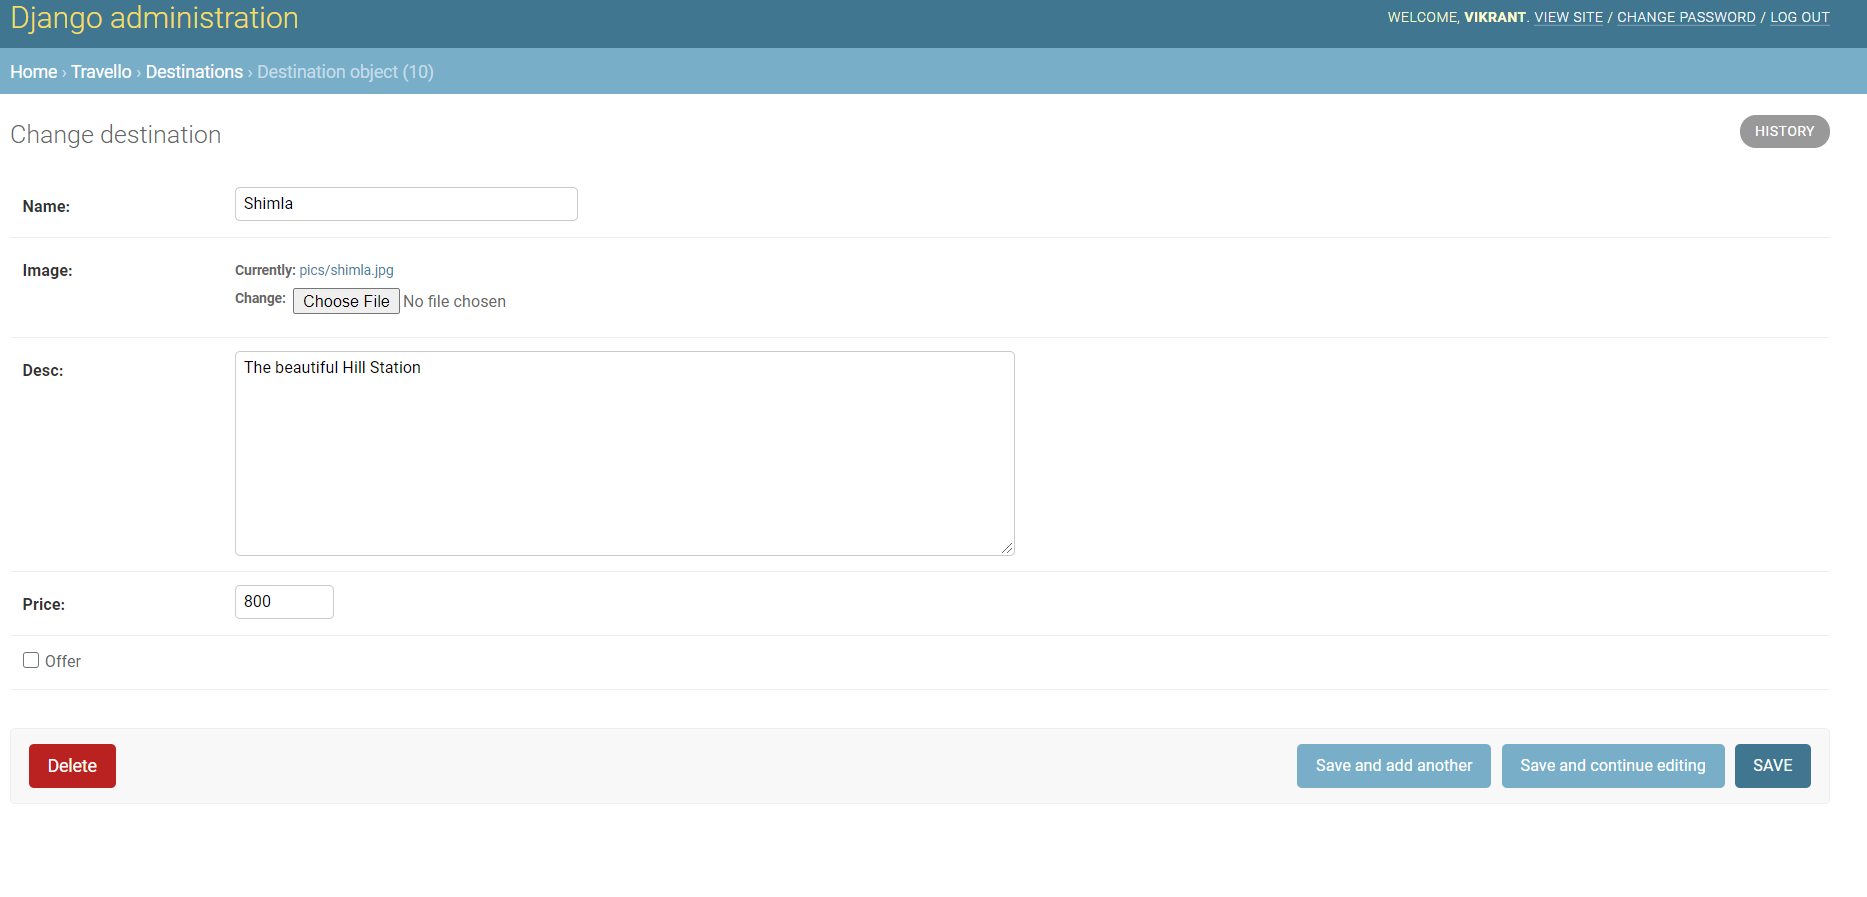 Django administration
WELCOME, VIKRANT. VIEW SITE / CHANGE PASSWORD / LOG OUT
Home › Travello › Destinations › Destination object (10)
Change destination
HISTORY
Name:
Shimla
Image:
Currently: pics/shimla.jpg
Change: Choose File No file chosen
Desc:
The beautiful Hill Station
Price:
800
Offer
Delete
Save and add another
Save and continue editing
SAVE